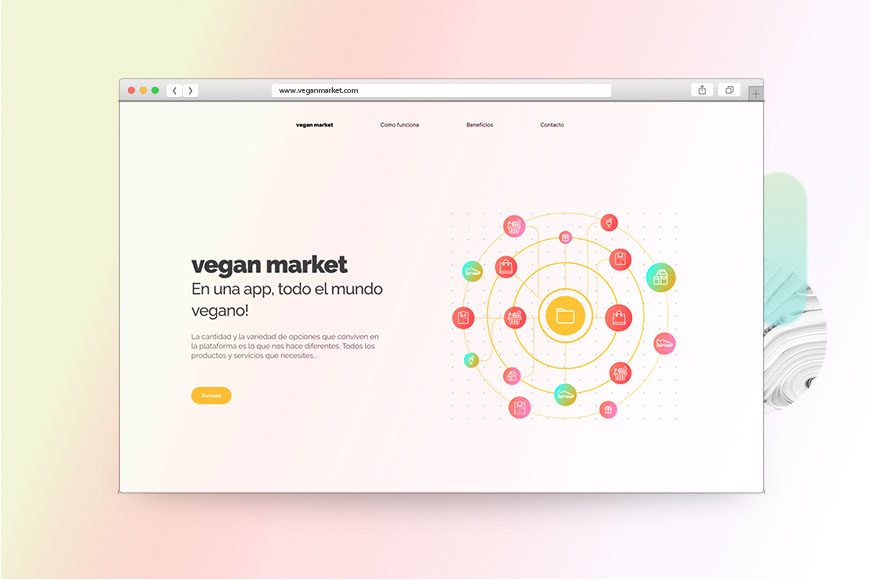 www.veganmarket.com
vegan market Como funciona Beneficios Contacto
vegan market
En una app, todo el mundo
vegano!
La cantidad y la variedad de opciones que conviven en
la plataforma es lo que nos hace diferentes. Todos los
productos y servicios que necesites...
Sumate